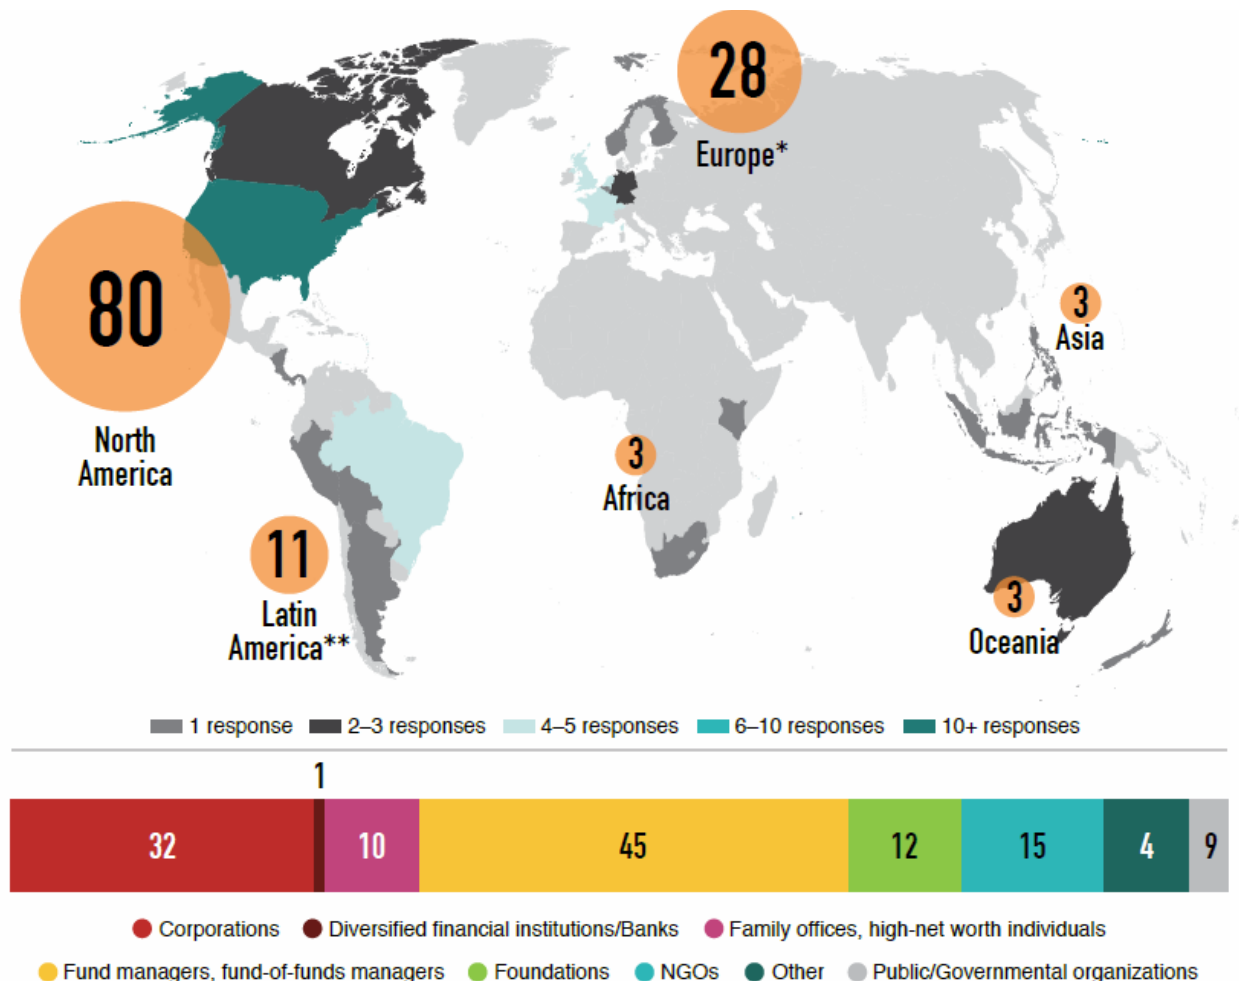 28
Europe*
80
North
America
3
Asia
3
Africa
11
Latin
America**
3
Oceania
1 response 2–3 responses 4–5 responses 6–10 responses 10+ responses
1
32 10 45 12 15 4 9
Corporations Diversified financial institutions/Banks Family offices, high-net worth individuals
Fund managers, fund-of-funds managers Foundations NGOs Other Public/Governmental organizations